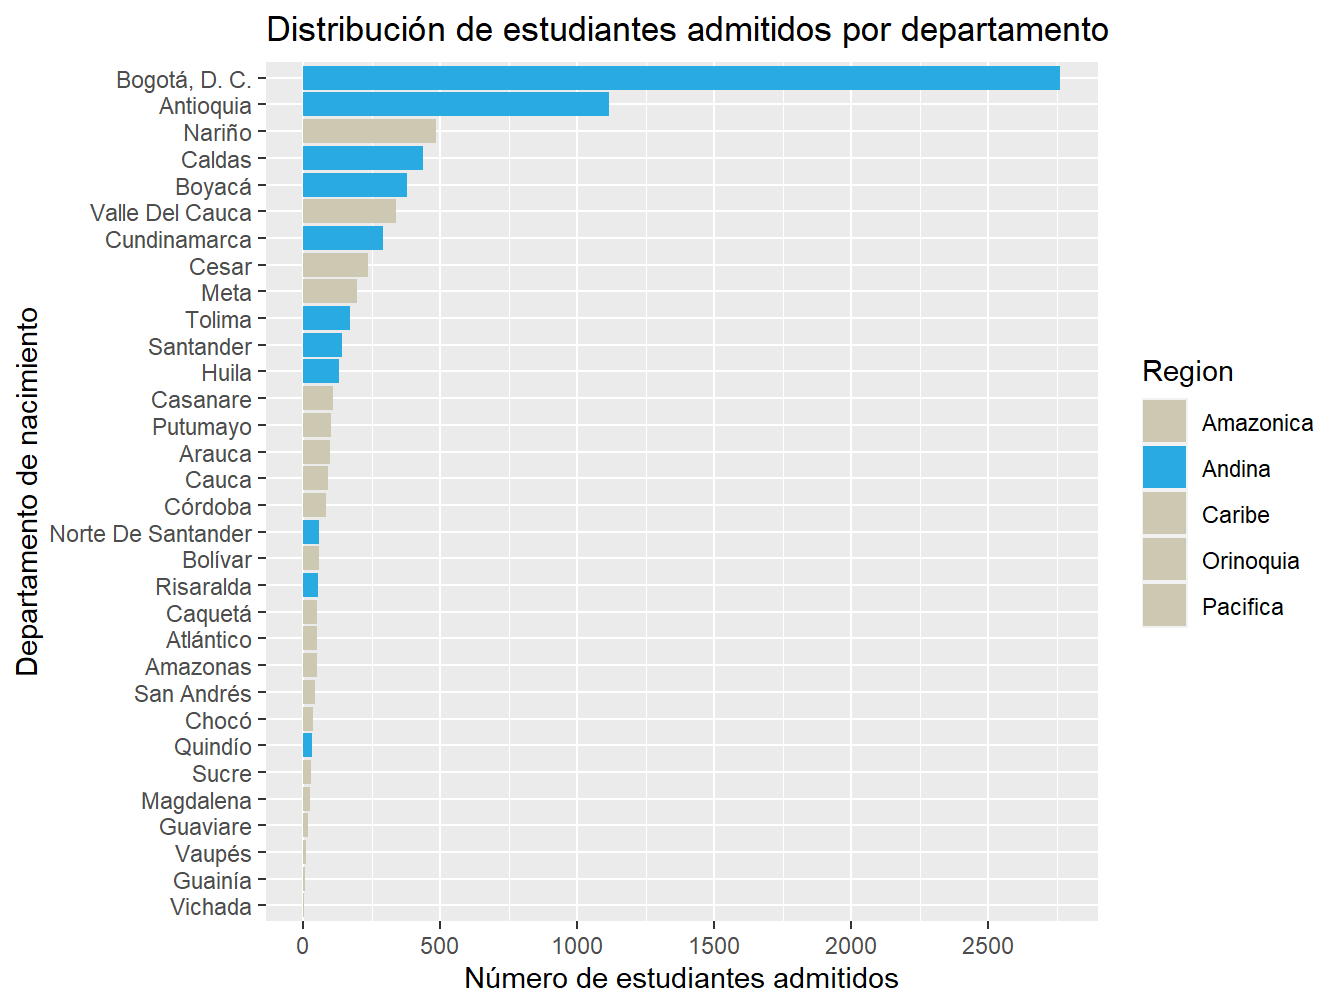 Distribución de estudiantes admitidos por departamento
Departamento de nacimiento
Bogotá, D. C.
Antioquia
Nariño
Caldas
Boyacá
Valle Del Cauca
Cundinamarca
Cesar
Meta
Tolima
Santander
Huila
Casanare
Putumayo
Arauca
Cauca
Córdoba
Norte De Santander
Bolívar
Risaralda
Caquetá
Atlántico
Amazonas
San Andrés
Chocó
Quindío
Sucre
Magdalena
Guaviare
Vaupés
Guainía
Vichada
0 500 1000 1500 2000 2500
Número de estudiantes admitidos
Region
Amazonica
Andina
Caribe
Orinoquia
Pacifica